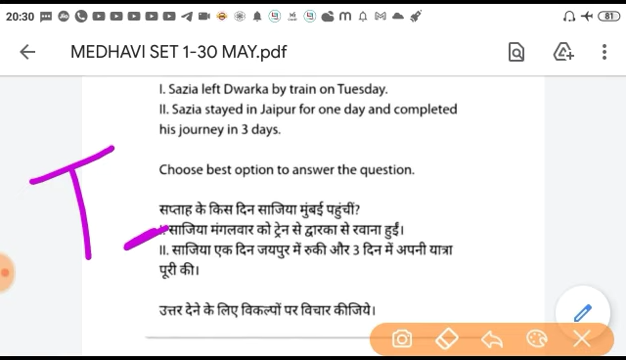 20:30
81
MEDHAVI SET 1-30 MAY.pdf
I. Sazia left Dwarka by train on Tuesday.
II. Sazia stayed in Jaipur for one day and completed
his journey in 3 days.
Choose best option to answer the question.
सप्ताह के किस दिन साजिया मुंबई पहुंचीं?
साजिया मंगलवार को ट्रेन से द्वारका से रवाना हुईं।
II. साजिया एक दिन जयपुर में रुकी और 3 दिन में अपनी यात्रा
पूरी की।
उत्तर देने के लिए विकल्पों पर विचार कीजिये।
T